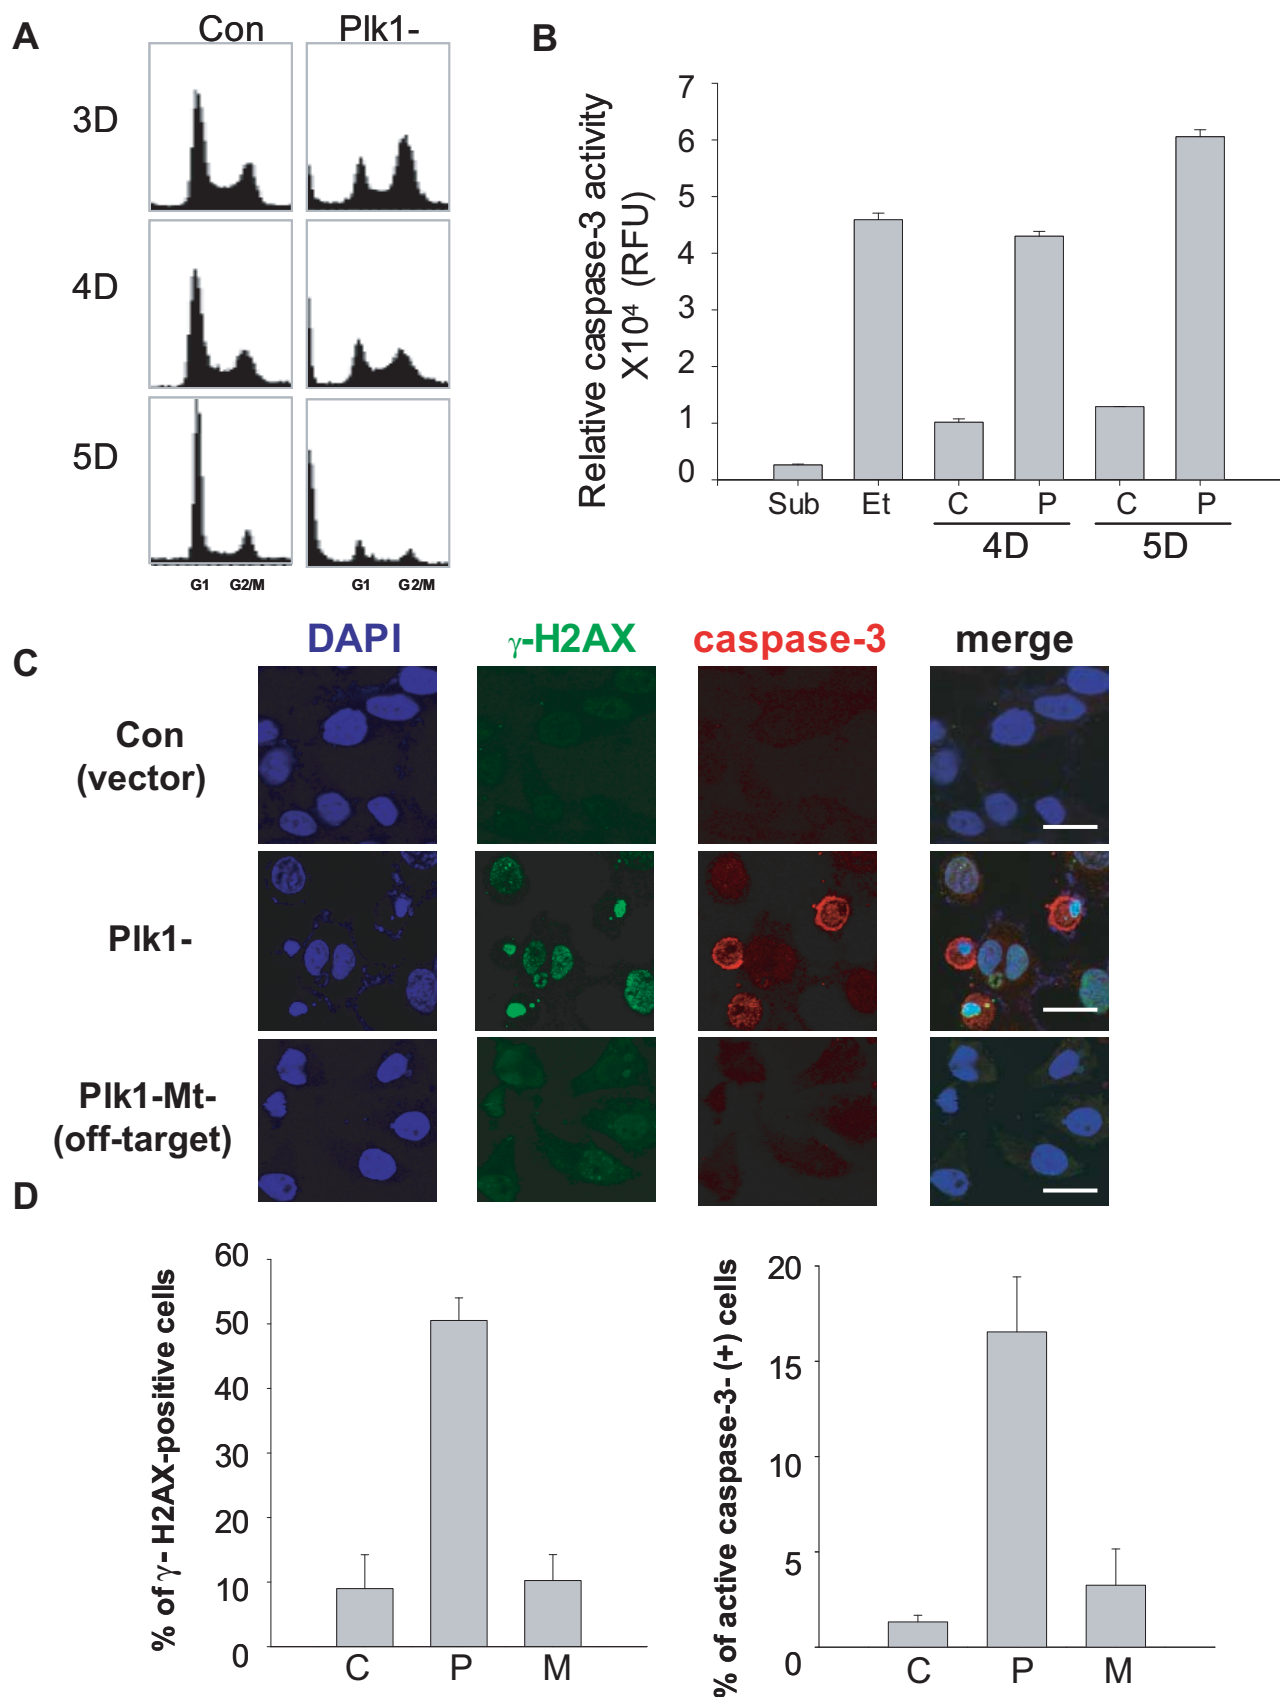 A
Con
Plk1-
3D
4D
5D
G1
G2/M
G1
G2/M
B
Relative caspase-3 activity
X10⁴ (RFU)
7
6
5
4
3
2
1
0
Sub
Et
C
P
C
P
4D
5D
C
DAPI
γ-H2AX
caspase-3
merge
Con
(vector)
Plk1-
Plk1-Mt-
(off-target)
D
% of γ- H2AX-positive cells
60
50
40
30
20
10
0
C
P
M
% of active caspase-3- (+) cells
20
15
10
5
0
C
P
M